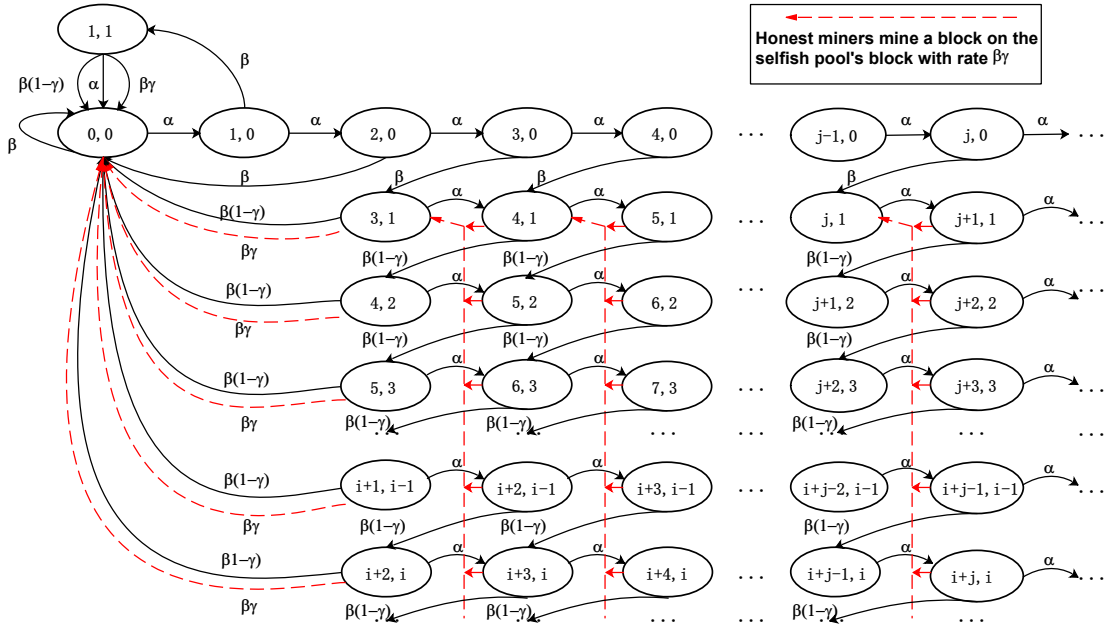 1, 1
Honest miners mine a block on the
selfish pool's block with rate βγ
β
β(1−γ) α βγ
0, 0 α 1, 0 α 2, 0 α 3, 0 α 4, 0 ... j−1, 0 α j, 0 α ...
β
β
β β β
β(1−γ) α α α
3, 1 4, 1 5, 1 ... j, 1 j+1, 1 ...
βγ
β(1−γ) β(1−γ) β(1−γ)
β(1−γ) α α α
4, 2 5, 2 6, 2 ... j+1, 2 j+2, 2 ...
βγ
β(1−γ) β(1−γ) β(1−γ)
β(1−γ) α α α
5, 3 6, 3 7, 3 ... j+2, 3 j+3, 3 ...
βγ
β(1−γ) β(1−γ) β(1−γ)
... ... ... ... ... ... ...
β(1−γ) α α α
i+1, i−1 i+2, i−1 i+3, i−1 ... i+j−2, i−1 i+j−1, i−1 ...
βγ
β(1−γ) β(1−γ) β(1−γ)
β1−γ) α α α
i+2, i i+3, i i+4, i ... i+j−1, i i+j, i ...
βγ
β(1−γ) β(1−γ) β(1−γ)
... ... ... ... ... ...